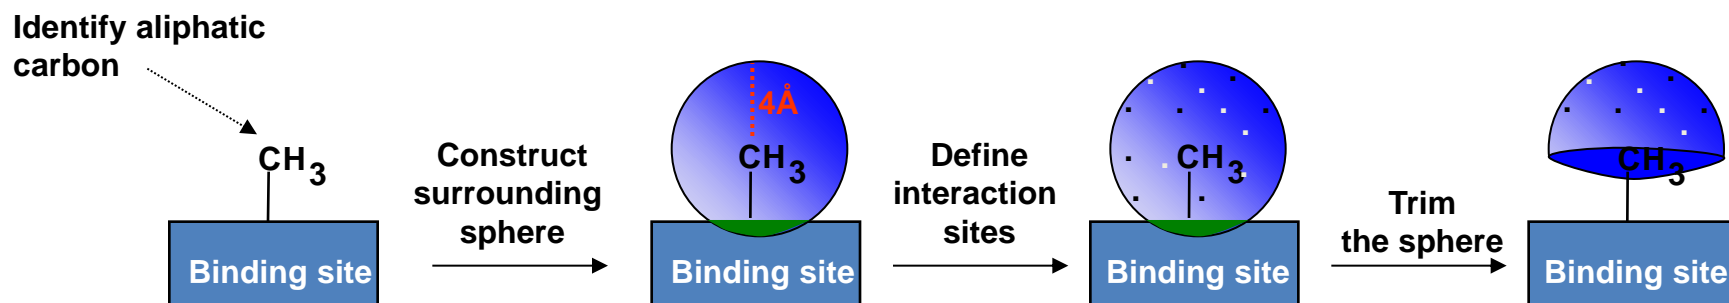 Identify aliphatic
carbon
CH3
Binding site
Construct
surrounding
sphere
4Å
CH3
Binding site
Define
interaction
sites
CH3
Binding site
Trim
the sphere
CH3
Binding site